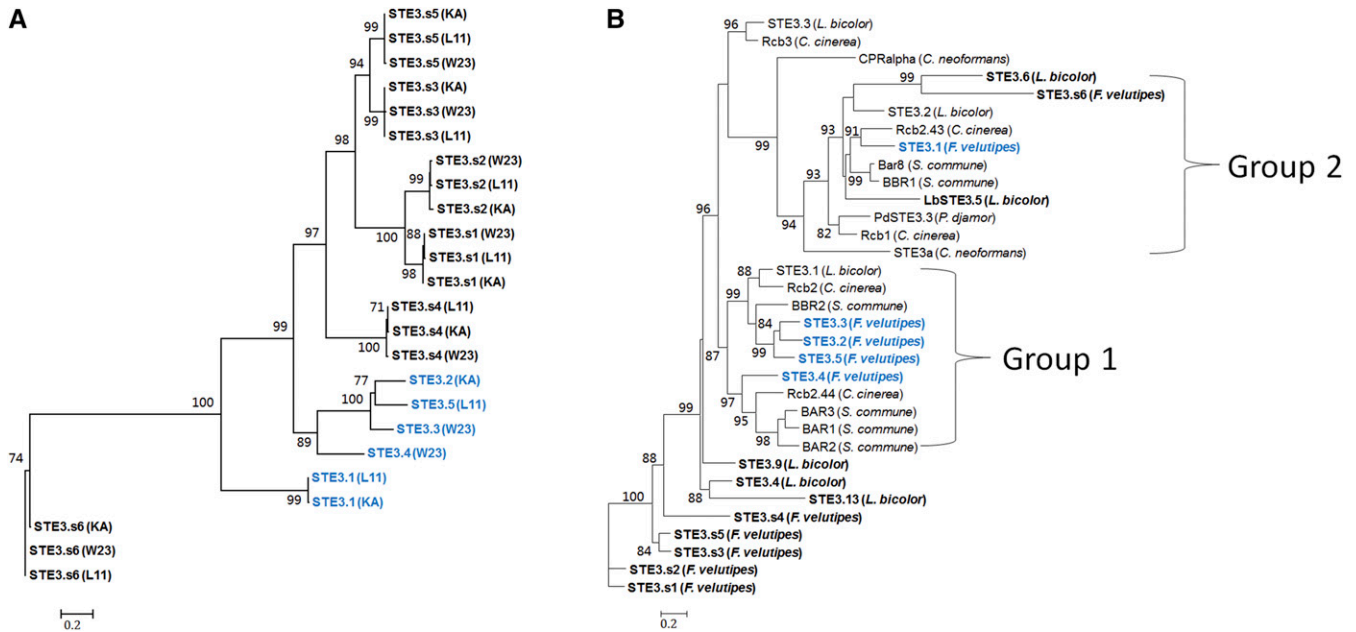 A
STE3.s5 (KA)
99
STE3.s5 (L11)
STE3.s5 (W23)
94
STE3.s3 (KA)
STE3.s3 (W23)
99
STE3.s3 (L11)
98
STE3.s2 (W23)
99
STE3.s2 (L11)
STE3.s2 (KA)
100
88
STE3.s1 (W23)
STE3.s1 (L11)
98
STE3.s1 (KA)
97
71
STE3.s4 (L11)
STE3.s4 (KA)
100
STE3.s4 (W23)
99
77
STE3.2 (KA)
100
STE3.5 (L11)
STE3.3 (W23)
89
STE3.4 (W23)
100
STE3.1 (L11)
99
STE3.1 (KA)
74
STE3.s6 (KA)
STE3.s6 (W23)
STE3.s6 (L11)
0.2
B
96
STE3.3 (L. bicolor)
Rcb3 (C. cinerea)
CPRalpha (C. neoformans)
99
STE3.6 (L. bicolor)
STE3.s6 (F. velutipes)
STE3.2 (L. bicolor)
93
91
Rcb2.43 (C. cinerea)
99
STE3.1 (F. velutipes)
Bar8 (S. commune)
93
99
BBR1 (S. commune)
LbSTE3.5 (L. bicolor)
PdSTE3.3 (P. djamor)
94
82
Rcb1 (C. cinerea)
STE3a (C. neoformans)
Group 2
96
88
STE3.1 (L. bicolor)
99
Rcb2 (C. cinerea)
BBR2 (S. commune)
84
STE3.3 (F. velutipes)
STE3.2 (F. velutipes)
99
STE3.5 (F. velutipes)
87
STE3.4 (F. velutipes)
97
Rcb2.44 (C. cinerea)
95
BAR3 (S. commune)
BAR1 (S. commune)
98
BAR2 (S. commune)
Group 1
99
STE3.9 (L. bicolor)
88
STE3.4 (L. bicolor)
88
STE3.13 (L. bicolor)
100
STE3.s4 (F. velutipes)
STE3.s5 (F. velutipes)
84
STE3.s3 (F. velutipes)
STE3.s2 (F. velutipes)
STE3.s1 (F. velutipes)
0.2